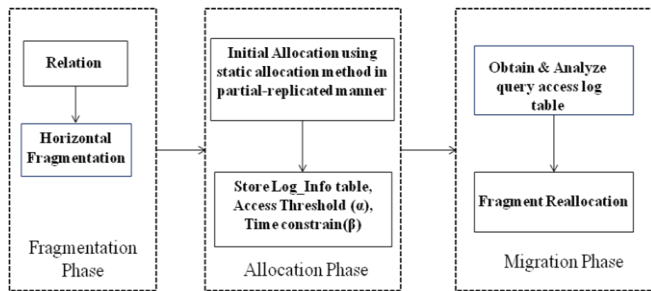 Relation
Horizontal
Fragmentation
Fragmentation
Phase
Initial Allocation using
static allocation method in
partial-replicated manner
Store Log_Info table,
Access Threshold (α),
Time constrain(β)
Allocation Phase
Obtain & Analyze
query access log
table
Fragment Reallocation
Migration Phase